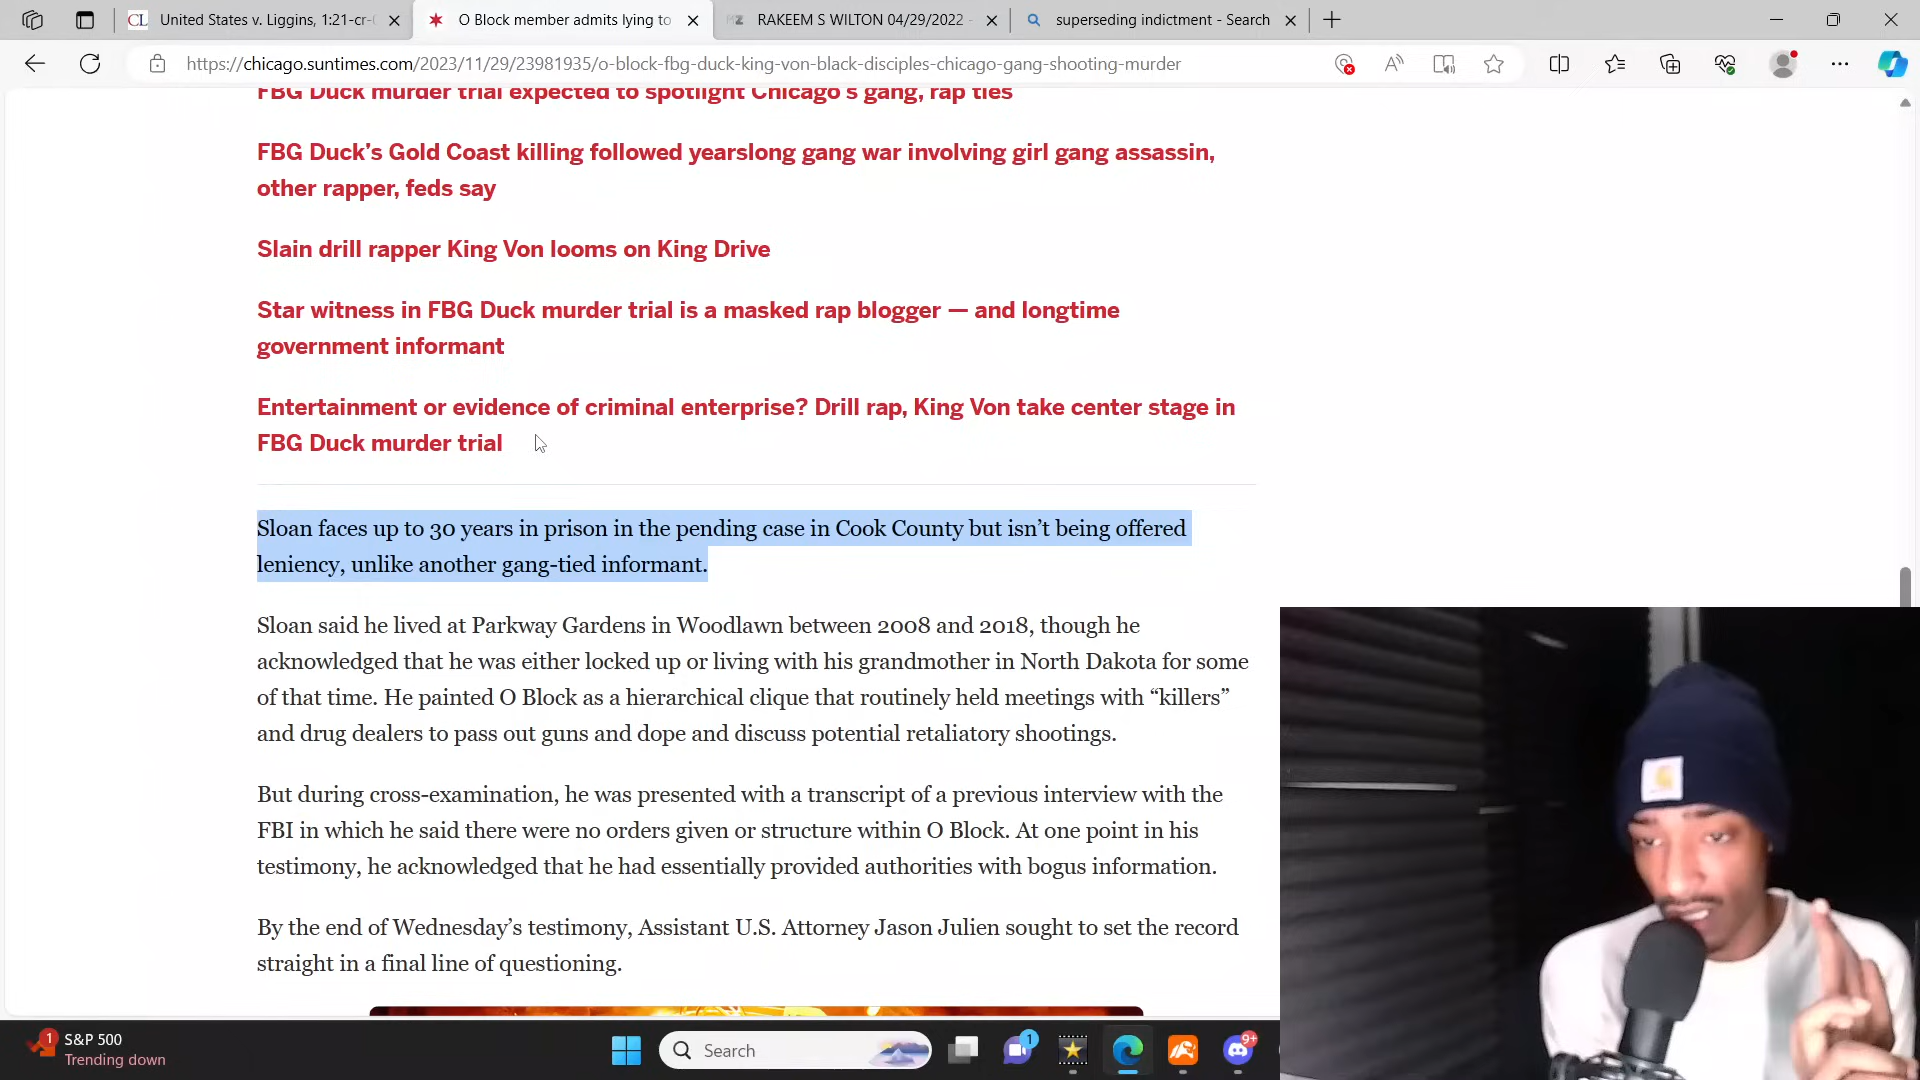 CL United States v. Liggins, 1:21-cr-
O Block member admits lying to
RAKEEM S WILTON 04/29/2022 -
superseding indictment - Search
https://chicago.suntimes.com/2023/11/29/23981935/o-block-fbg-duck-king-von-black-disciples-chicago-gang-shooting-murder
FBG Duck murder trial expected to spotlight Chicago's gang, rap ties
FBG Duck's Gold Coast killing followed yearslong gang war involving girl gang assassin,
other rapper, feds say
Slain drill rapper King Von looms on King Drive
Star witness in FBG Duck murder trial is a masked rap blogger — and longtime
government informant
Entertainment or evidence of criminal enterprise? Drill rap, King Von take center stage in
FBG Duck murder trial
Sloan faces up to 30 years in prison in the pending case in Cook County but isn't being offered
leniency, unlike another gang-tied informant.
Sloan said he lived at Parkway Gardens in Woodlawn between 2008 and 2018, though he
acknowledged that he was either locked up or living with his grandmother in North Dakota for some
of that time. He painted O Block as a hierarchical clique that routinely held meetings with “killers”
and drug dealers to pass out guns and dope and discuss potential retaliatory shootings.
But during cross-examination, he was presented with a transcript of a previous interview with the
FBI in which he said there were no orders given or structure within O Block. At one point in his
testimony, he acknowledged that he had essentially provided authorities with bogus information.
By the end of Wednesday's testimony, Assistant U.S. Attorney Jason Julien sought to set the record
straight in a final line of questioning.
1
S&P 500
Trending down
Search
1
9+